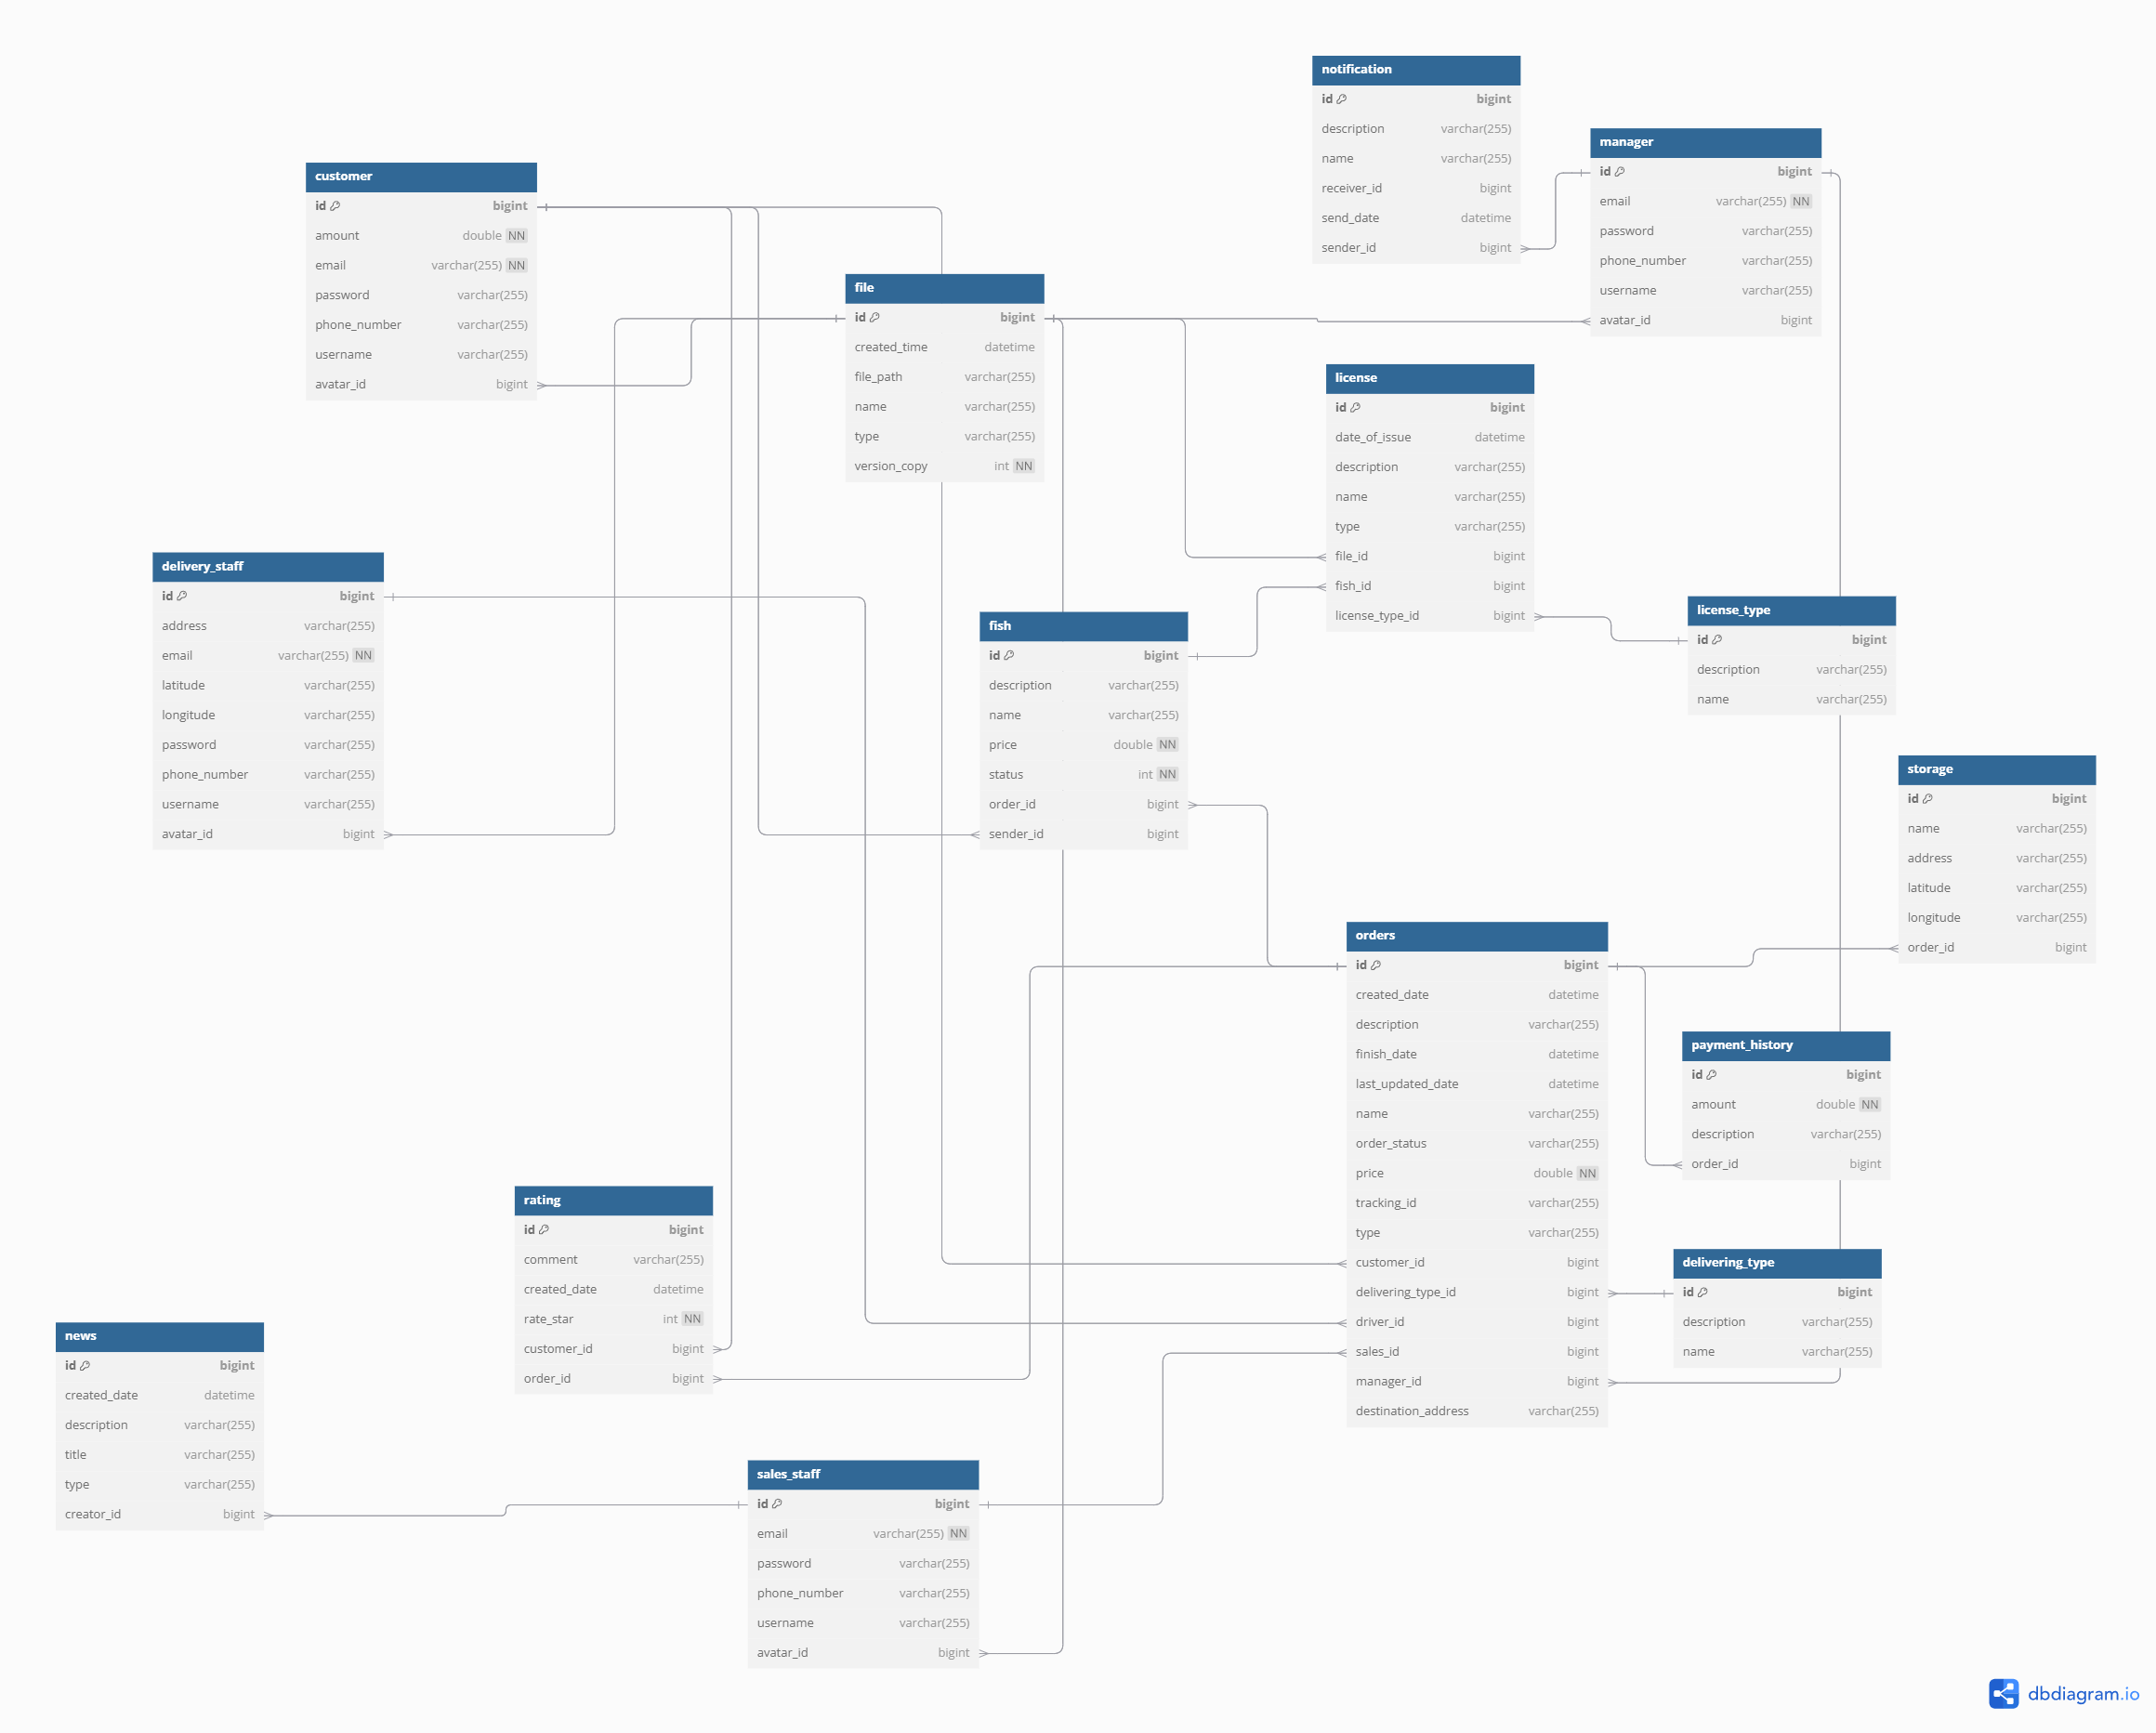 notification
id bigint
description varchar(255)
name varchar(255)
receiver_id bigint
send_date datetime
sender_id bigint
manager
id bigint
email varchar(255) NN
password varchar(255)
phone_number varchar(255)
username varchar(255)
avatar_id bigint
customer
id bigint
amount double NN
email varchar(255) NN
password varchar(255)
phone_number varchar(255)
username varchar(255)
avatar_id bigint
file
id bigint
created_time datetime
file_path varchar(255)
name varchar(255)
type varchar(255)
version_copy int NN
license
id bigint
date_of_issue datetime
description varchar(255)
name varchar(255)
type varchar(255)
file_id bigint
fish_id bigint
license_type_id bigint
delivery_staff
id bigint
address varchar(255)
email varchar(255) NN
latitude varchar(255)
longitude varchar(255)
password varchar(255)
phone_number varchar(255)
username varchar(255)
avatar_id bigint
fish
id bigint
description varchar(255)
name varchar(255)
price double NN
status int NN
order_id bigint
sender_id bigint
license_type
id bigint
description varchar(255)
name varchar(255)
storage
id bigint
name varchar(255)
address varchar(255)
latitude varchar(255)
longitude varchar(255)
order_id bigint
orders
id bigint
created_date datetime
description varchar(255)
finish_date datetime
last_updated_date datetime
name varchar(255)
order_status varchar(255)
price double NN
tracking_id varchar(255)
type varchar(255)
customer_id bigint
delivering_type_id bigint
driver_id bigint
sales_id bigint
manager_id bigint
destination_address varchar(255)
payment_history
id bigint
amount double NN
description varchar(255)
order_id bigint
rating
id bigint
comment varchar(255)
created_date datetime
rate_star int NN
customer_id bigint
order_id bigint
delivering_type
id bigint
description varchar(255)
name varchar(255)
news
id bigint
created_date datetime
description varchar(255)
title varchar(255)
type varchar(255)
creator_id bigint
sales_staff
id bigint
email varchar(255) NN
password varchar(255)
phone_number varchar(255)
username varchar(255)
avatar_id bigint
dbdiagram.io